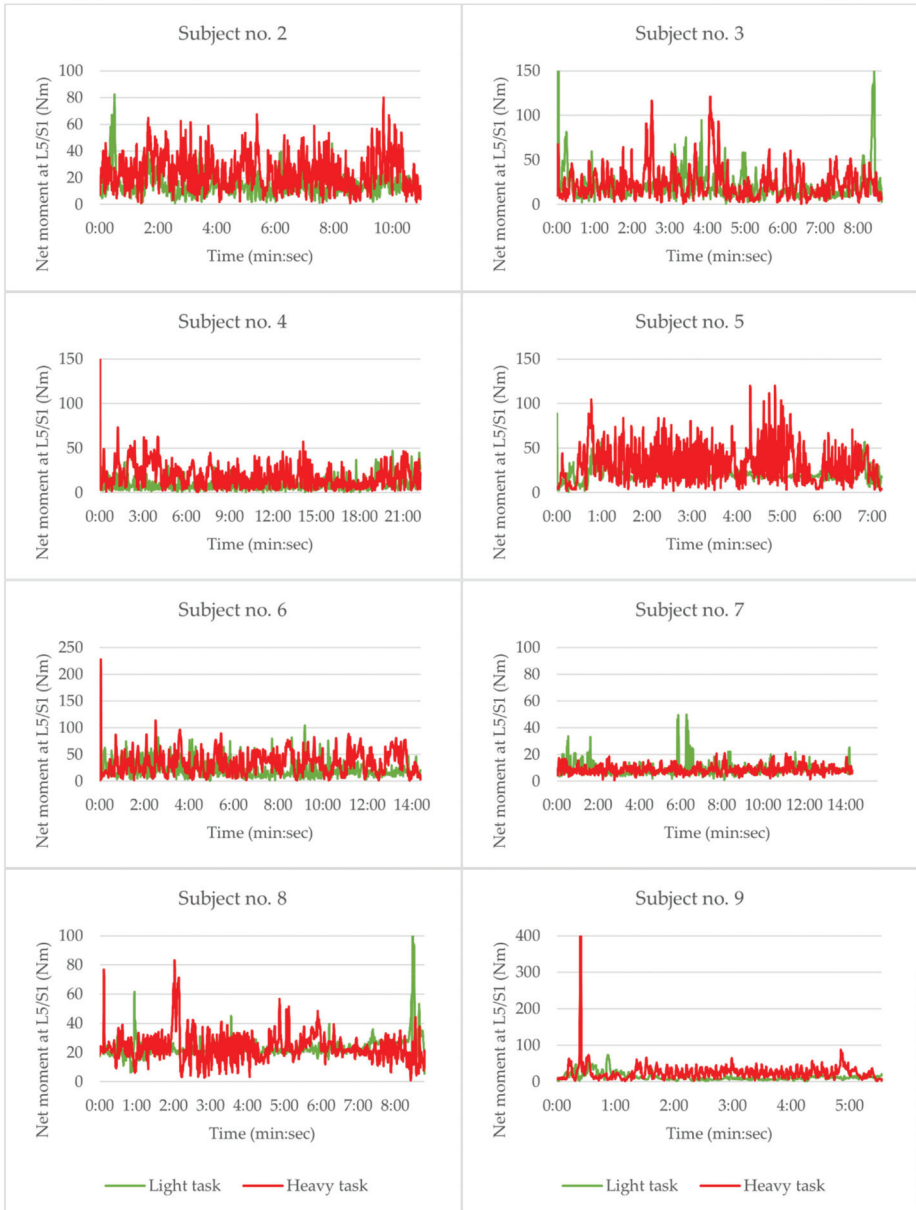 Subject no. 2
Net moment at L5/S1 (Nm)
100
80
60
40
20
0
0:00 2:00 4:00 6:00 8:00 10:00
Time (min:sec)
Subject no. 3
Net moment at L5/S1 (Nm)
150
100
50
0
0:00 1:00 2:00 3:00 4:00 5:00 6:00 7:00 8:00
Time (min:sec)
Subject no. 4
Net moment at L5/S1 (Nm)
150
100
50
0
0:00 3:00 6:00 9:00 12:00 15:00 18:00 21:00
Time (min:sec)
Subject no. 5
Net moment at L5/S1 (Nm)
150
100
50
0
0:00 1:00 2:00 3:00 4:00 5:00 6:00 7:00
Time (min:sec)
Subject no. 6
Net moment at L5/S1 (Nm)
250
200
150
100
50
0
0:00 2:00 4:00 6:00 8:00 10:00 12:00 14:00
Time (min:sec)
Subject no. 7
Net moment at L5/S1 (Nm)
100
80
60
40
20
0
0:00 2:00 4:00 6:00 8:00 10:00 12:00 14:00
Time (min:sec)
Subject no. 8
Net moment at L5/S1 (Nm)
100
80
60
40
20
0
0:00 1:00 2:00 3:00 4:00 5:00 6:00 7:00 8:00
Time (min:sec)
Light task Heavy task
Subject no. 9
Net moment at L5/S1 (Nm)
400
300
200
100
0
0:00 1:00 2:00 3:00 4:00 5:00
Time (min:sec)
Light task Heavy task